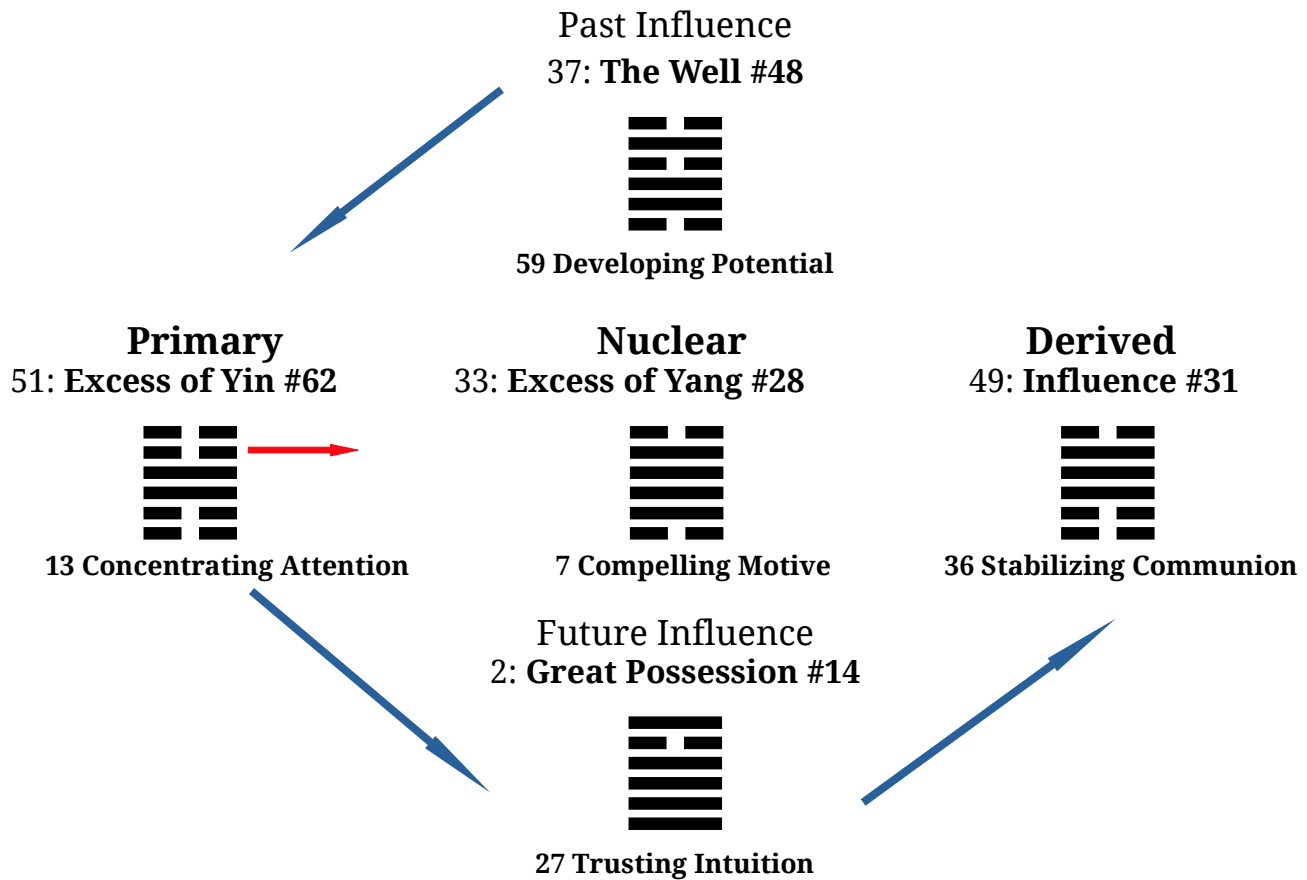 Past Influence
37: The Well #48
59 Developing Potential
Primary
51: Excess of Yin #62
13 Concentrating Attention
Nuclear
33: Excess of Yang #28
7 Compelling Motive
Derived
49: Influence #31
36 Stabilizing Communion
Future Influence
2: Great Possession #14
27 Trusting Intuition